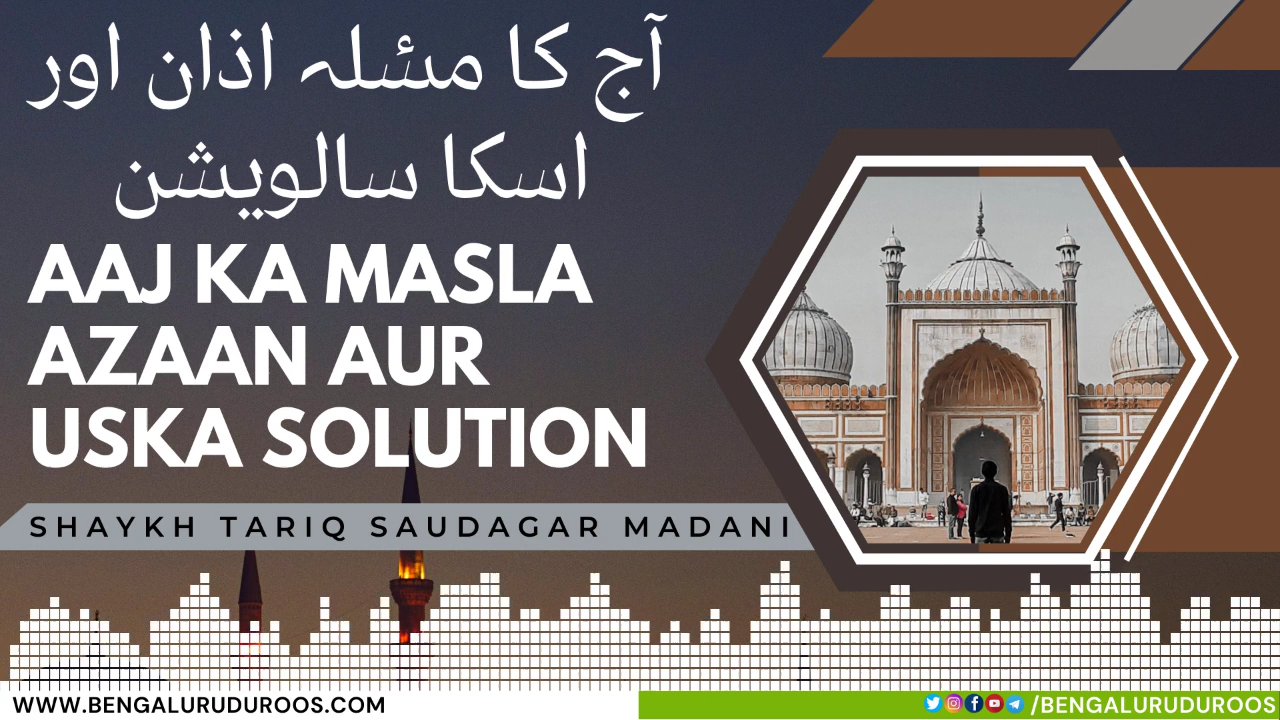 آج کا مسئلہ اذان اور
اسکا سالویشن
AAJ KA MASLA
AZAAN AUR
USKA SOLUTION
SHAYKH TARIQ SAUDAGAR MADANI
WWW.BENGALURUDUROOS.COM
/BENGALURUDUROOS